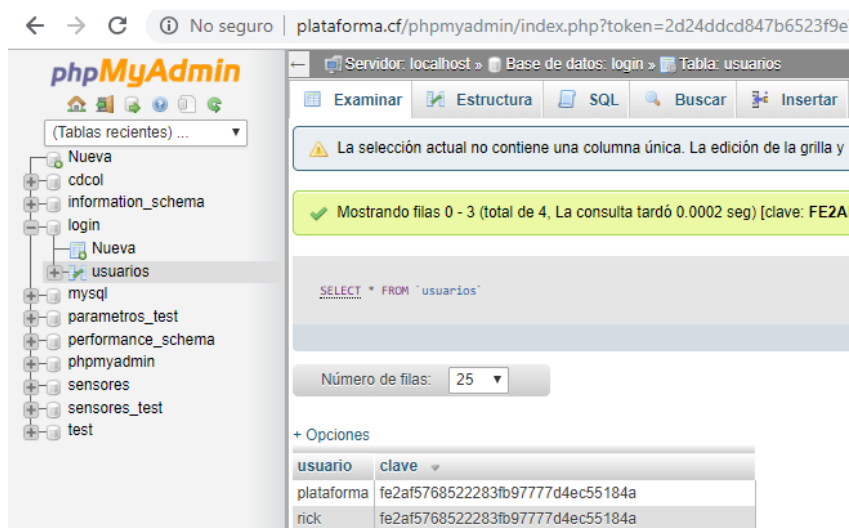 No seguro | plataforma.cf/phpmyadmin/index.php?token=2d24ddcd847b6523f9e
phpMyAdmin
(Tablas recientes) ...
Nueva
cdcol
information_schema
login
Nueva
usuarios
mysql
parametros_test
performance_schema
phpmyadmin
sensores
sensores_test
test
Servidor: localhost » Base de datos: login » Tabla: usuarios
Examinar Estructura SQL Buscar Insertar
La selección actual no contiene una columna única. La edición de la grilla y
Mostrando filas 0 - 3 (total de 4, La consulta tardó 0.0002 seg) [clave: FE2A
SELECT * FROM `usuarios`
Número de filas: 25
+ Opciones
usuario clave
plataforma fe2af5768522283fb97777d4ec55184a
rick fe2af5768522283fb97777d4ec55184a